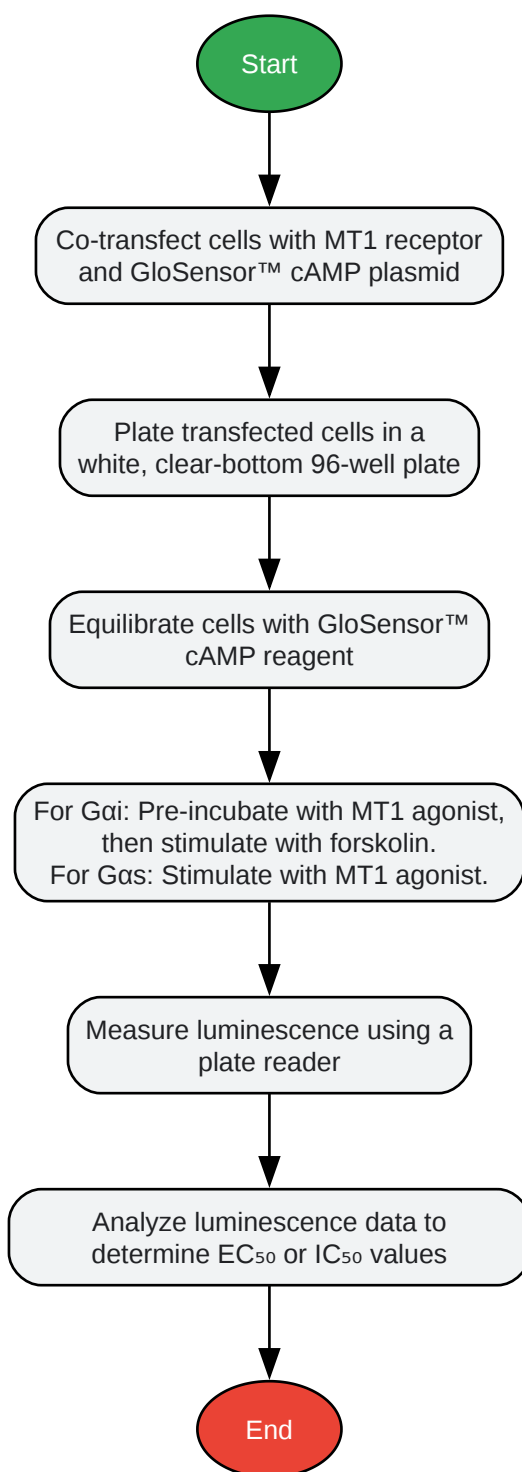 Start
Co-transfect cells with MT1 receptor
and GloSensor™ cAMP plasmid
Plate transfected cells in a
white, clear-bottom 96-well plate
Equilibrate cells with GloSensor™
cAMP reagent
For Gαi: Pre-incubate with MT1 agonist,
then stimulate with forskolin.
For Gαs: Stimulate with MT1 agonist.
Measure luminescence using a
plate reader
Analyze luminescence data to
determine EC₅₀ or IC₅₀ values
End